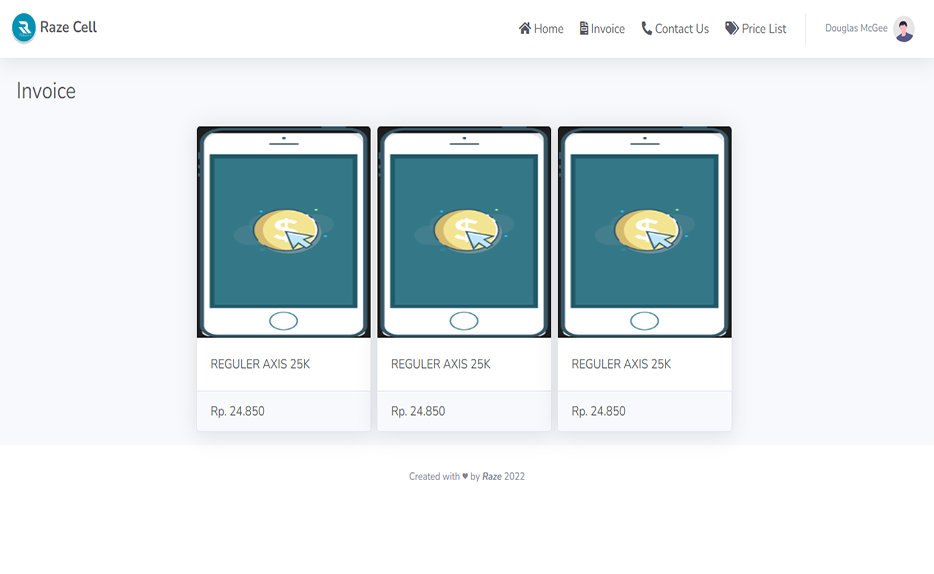 Raze Cell
Home Invoice Contact Us Price List Douglas McGee
Invoice
REGULER AXIS 25K REGULER AXIS 25K REGULER AXIS 25K
Rp. 24.850 Rp. 24.850 Rp. 24.850
Created with ♥ by Raze 2022